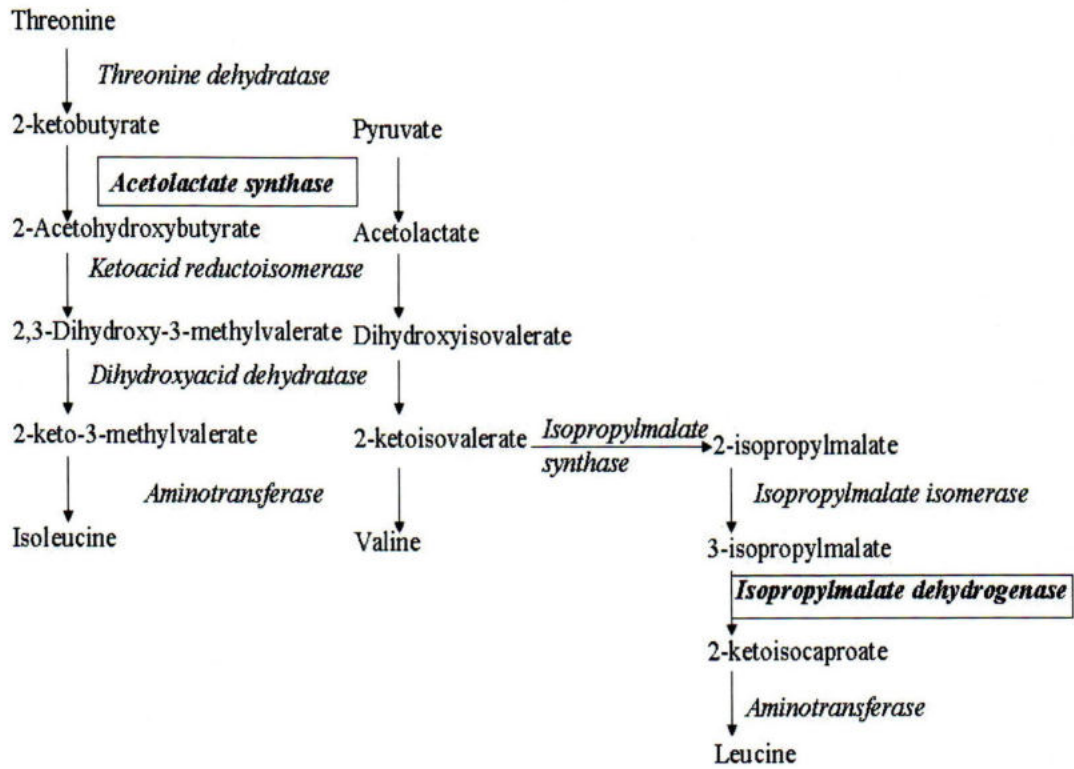 Threonine
Threonine dehydratase
2-ketobutyrate
Pyruvate
Acetolactate synthase
2-Acetohydroxybutyrate
Acetolactate
Ketoacid reductoisomerase
2,3-Dihydroxy-3-methylvalerate
Dihydroxyisovalerate
Dihydroxyacid dehydratase
2-keto-3-methylvalerate
2-ketoisovalerate
Isopropylmalate
synthase
2-isopropylmalate
Aminotransferase
Isopropylmalate isomerase
Isoleucine
Valine
3-isopropylmalate
Isopropylmalate dehydrogenase
2-ketoisocaproate
Aminotransferase
Leucine